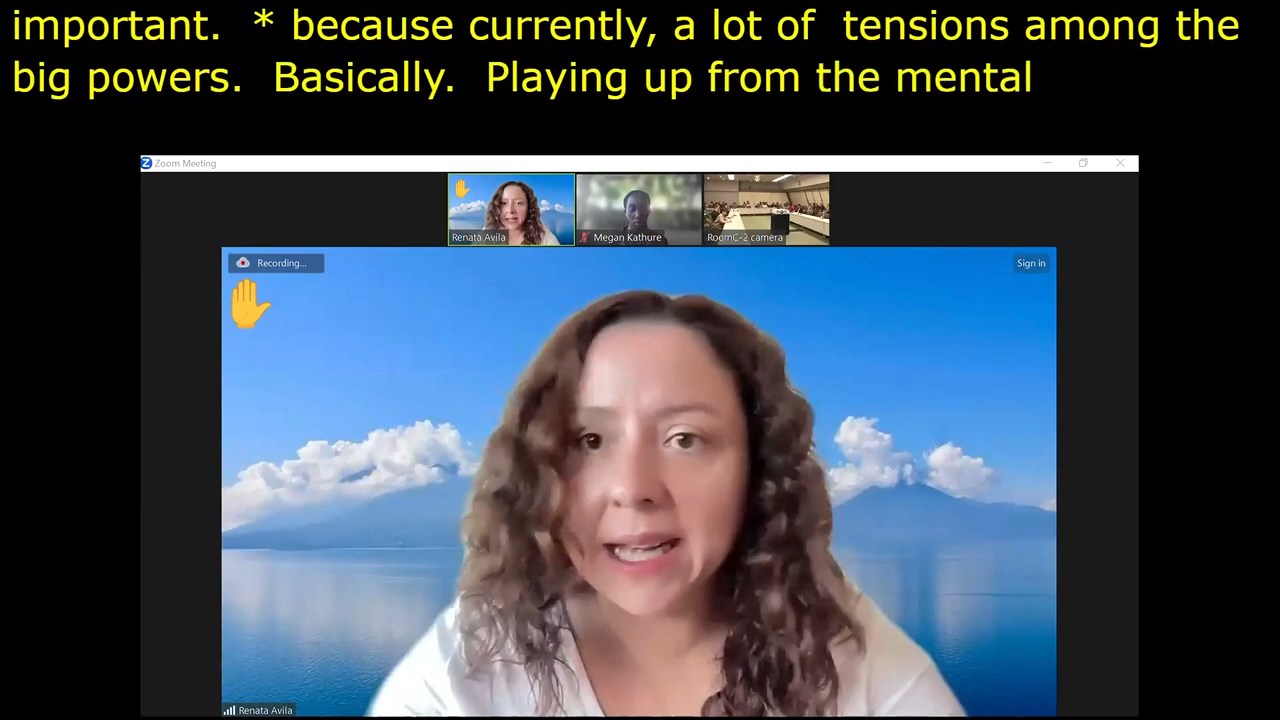 important.  * because currently, a lot of  tensions among the
big powers.  Basically.  Playing up from the mental
Zoom Meeting
Renata Avila
Megan Kathure
RoomC-2 camera
Recording...
Sign in
Renata Avila